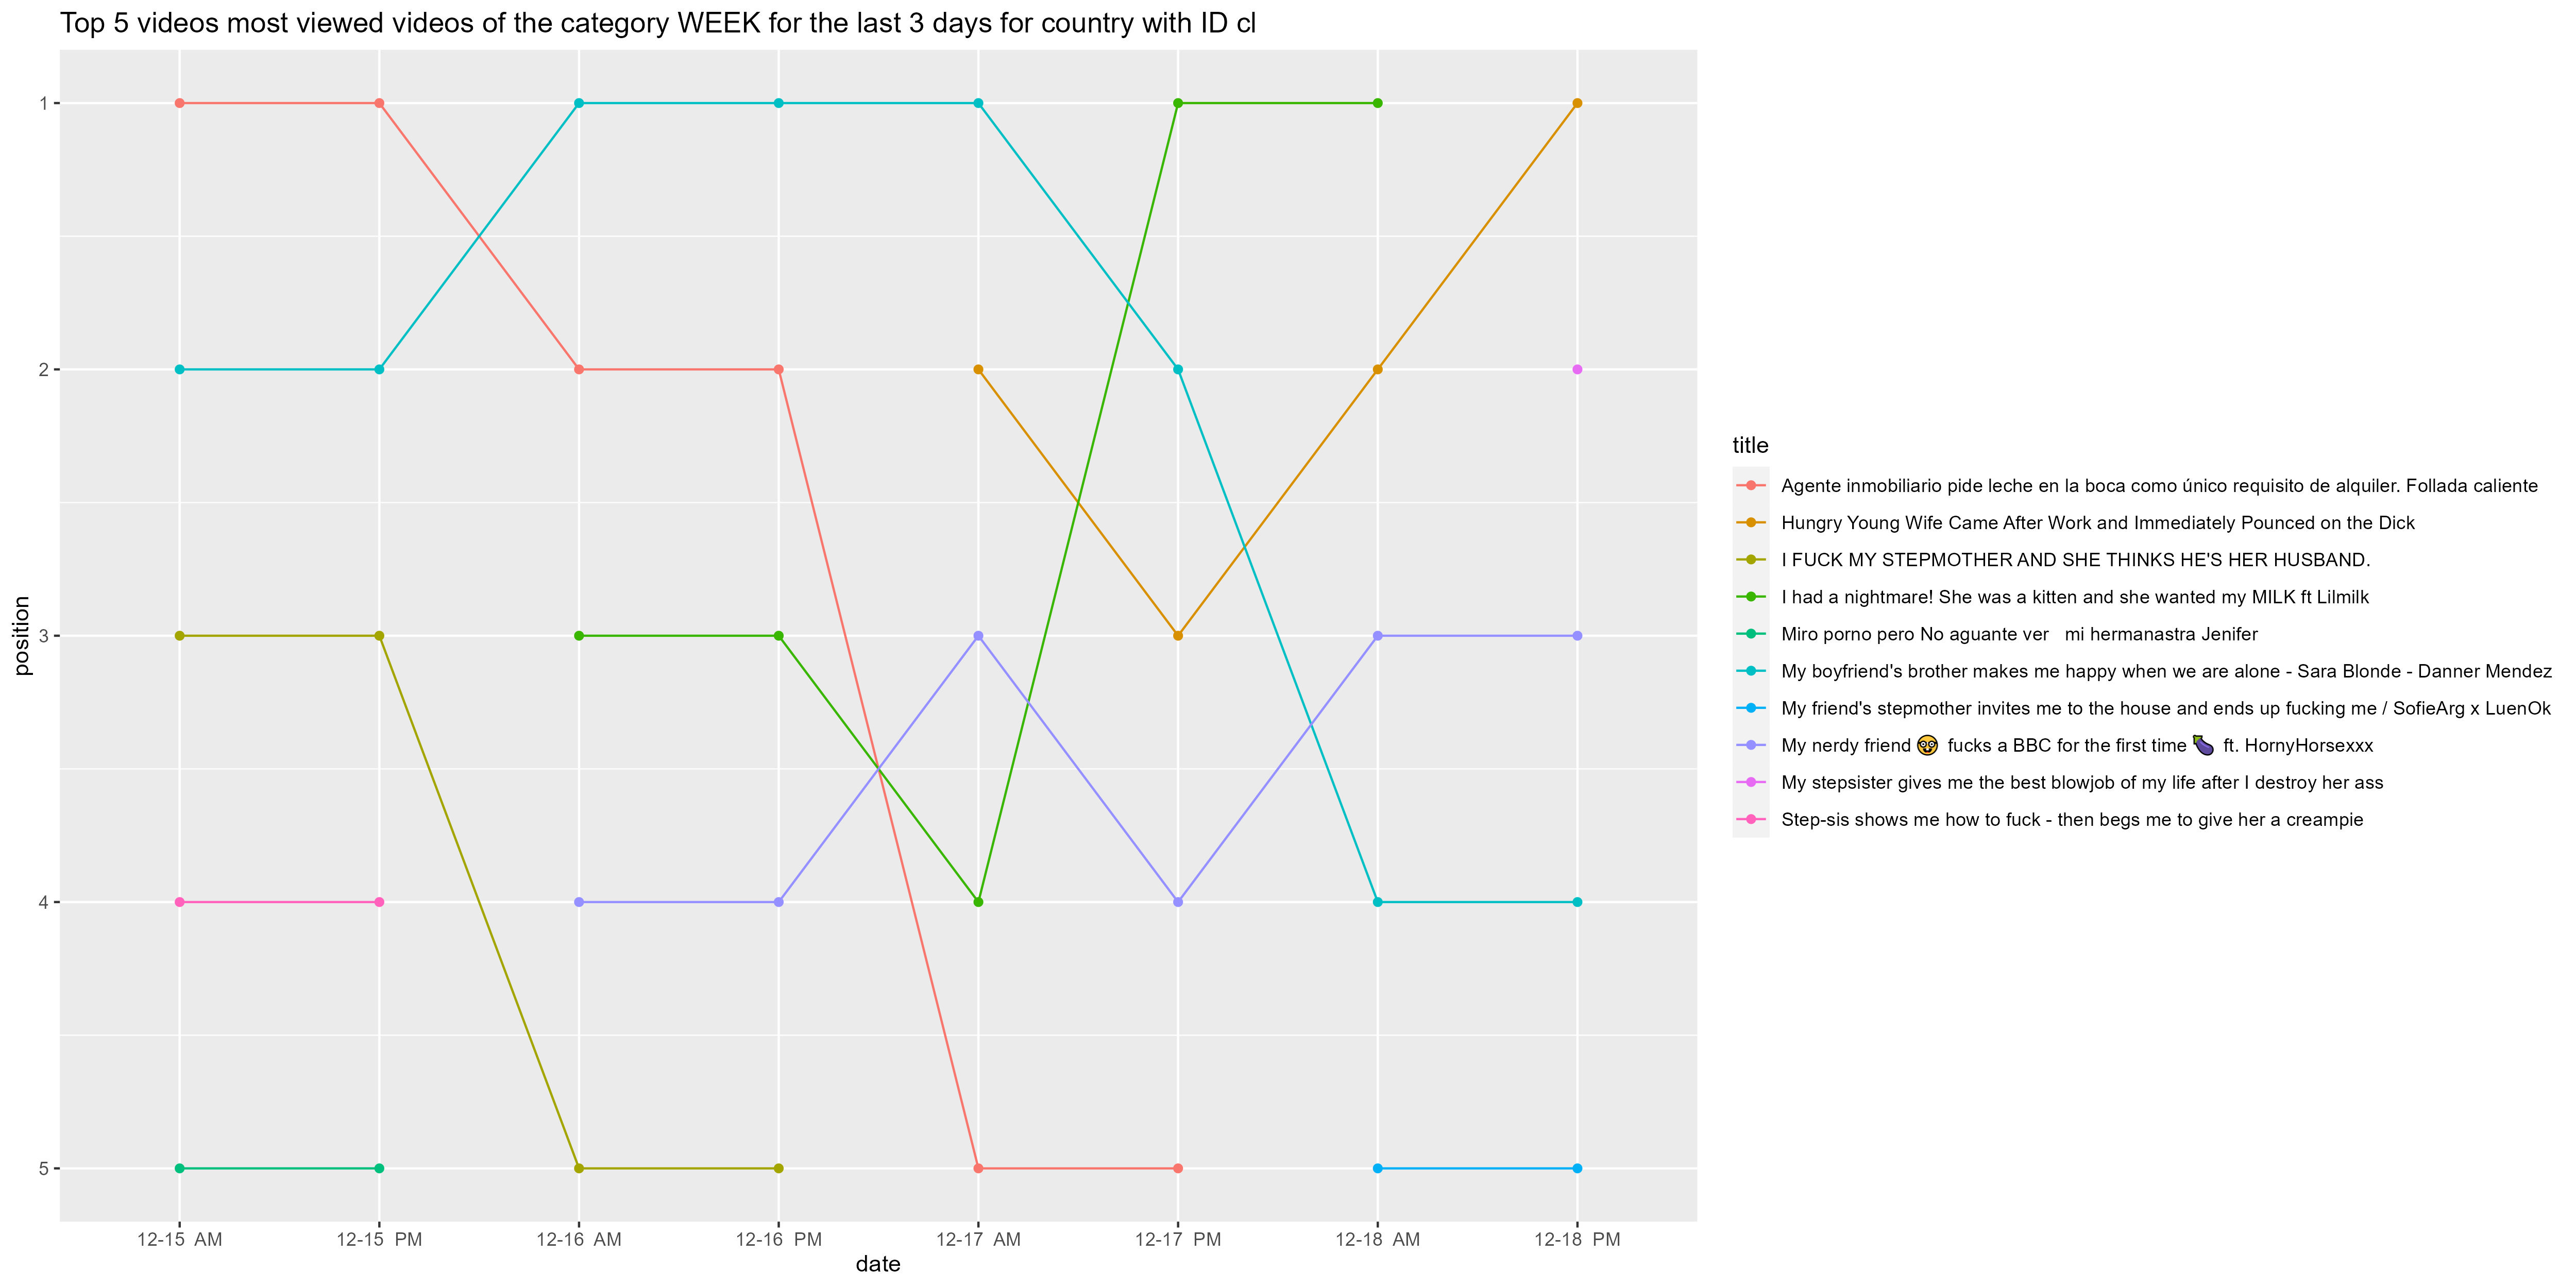 Top 5 videos most viewed videos of the category WEEK for the last 3 days for country with ID cl
position
1
2
3
4
5
12-15 AM
12-15 PM
12-16 AM
12-16 PM
12-17 AM
12-17 PM
12-18 AM
12-18 PM
date
title
Agente inmobiliario pide leche en la boca como único requisito de alquiler. Follada caliente
Hungry Young Wife Came After Work and Immediately Pounced on the Dick
I FUCK MY STEPMOTHER AND SHE THINKS HE'S HER HUSBAND.
I had a nightmare! She was a kitten and she wanted my MILK ft Lilmilk
Miro porno pero No aguante ver   mi hermanastra Jenifer
My boyfriend's brother makes me happy when we are alone - Sara Blonde - Danner Mendez
My friend's stepmother invites me to the house and ends up fucking me / SofieArg x LuenOk
My nerdy friend 🤓 fucks a BBC for the first time 🍆 ft. HornyHorsexxx
My stepsister gives me the best blowjob of my life after I destroy her ass
Step-sis shows me how to fuck - then begs me to give her a creampie